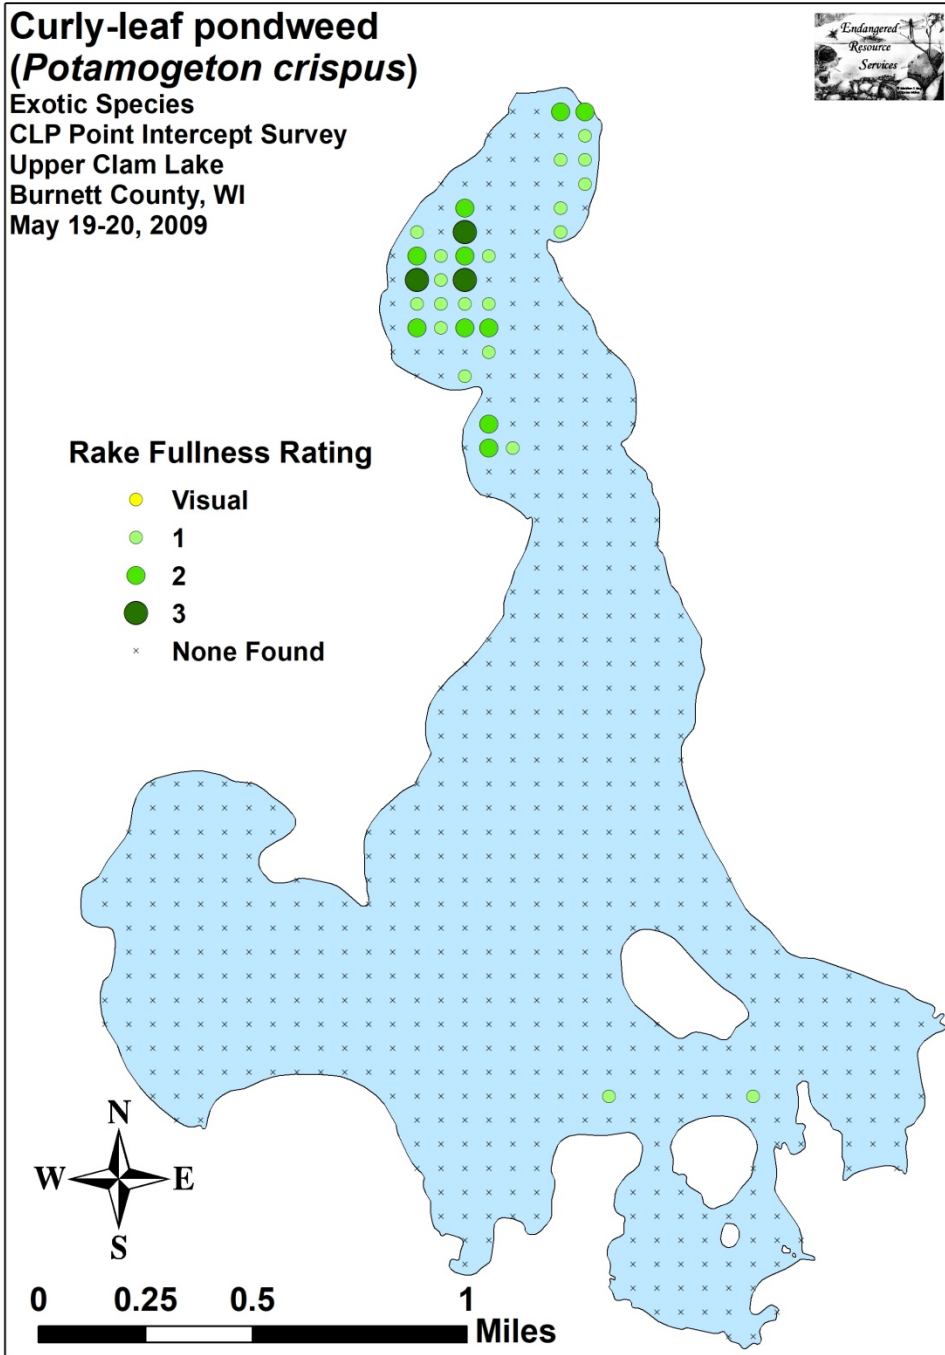 Curly-leaf pondweed
(Potamogeton crispus)
Exotic Species
CLP Point Intercept Survey
Upper Clam Lake
Burnett County, WI
May 19-20, 2009
Endangered
Resource
Services
Rake Fullness Rating
Visual
1
2
3
None Found
N
W E
S
0 0.25 0.5 1
Miles